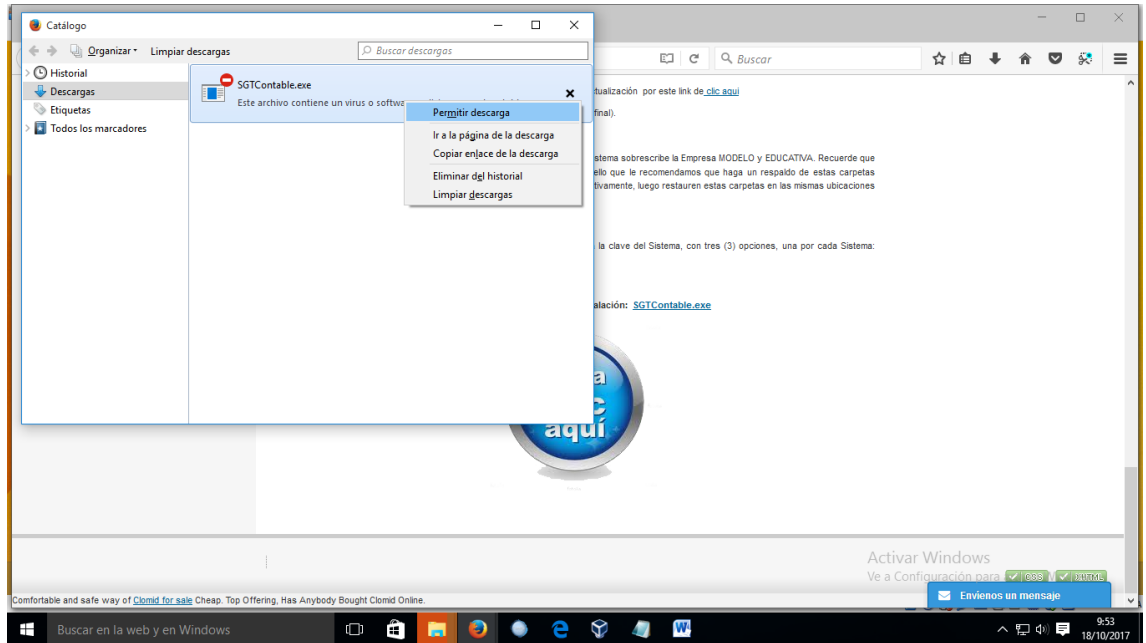 Catálogo
Organizar
Limpiar descargas
Buscar descargas
Historial
Descargas
Etiquetas
Todos los marcadores
SGTContable.exe
Este archivo contiene un virus o softwa
Permitir descarga
Ir a la página de la descarga
Copiar enlace de la descarga
Eliminar del historial
Limpiar descargas
Buscar
tualización por este link de clic aqui
final).
stema sobrescribe la Empresa MODELO y EDUCATIVA. Recuerde que
ello que le recomendamos que haga un respaldo de estas carpetas
tivamente, luego restauren estas carpetas en las mismas ubicaciones
la clave del Sistema, con tres (3) opciones, una por cada Sistema:
alación: SGTContable.exe
a
C
aquí
Activar Windows
Ve a Configuración para
CSS
XHTML
Comfortable and safe way of Clomid for sale Cheap. Top Offering, Has Anybody Bought Clomid Online.
Envienos un mensaje
Buscar en la web y en Windows
9:53
18/10/2017